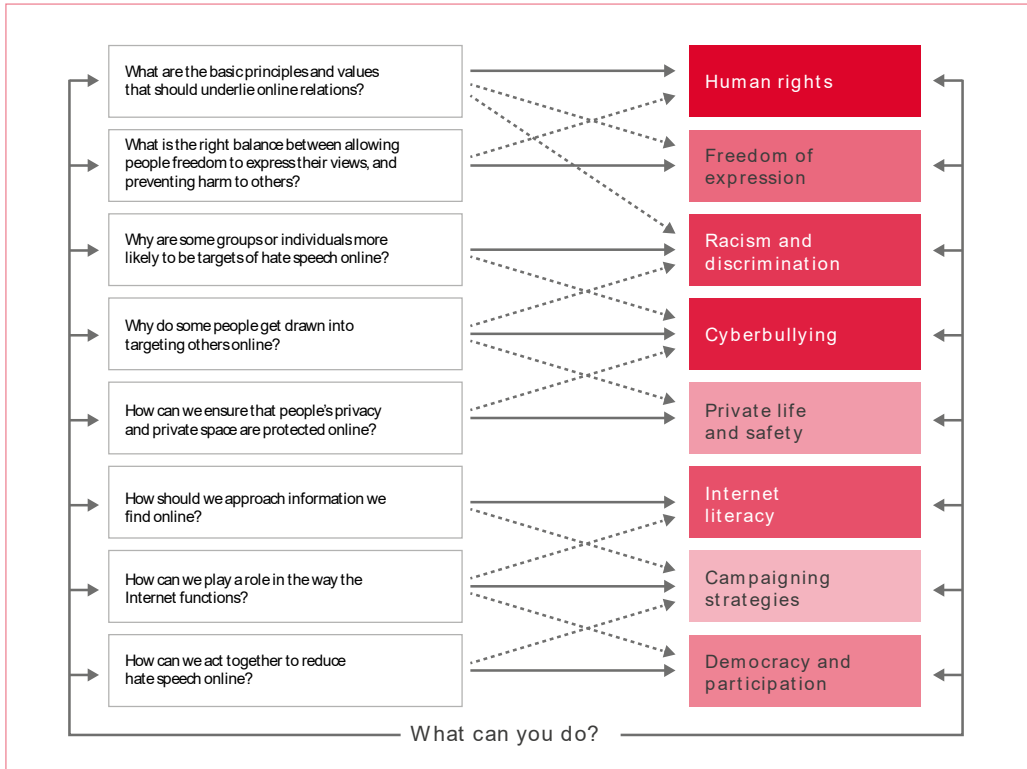 What are the basic principles and values
that should underlie online relations?
Human rights
What is the right balance between allowing
people freedom to express their views, and
preventing harm to others?
Freedom of
expression
Why are some groups or individuals more
likely to be targets of hate speech online?
Racism and
discrimination
Why do some people get drawn into
targeting others online?
Cyberbullying
How can we ensure that people's privacy
and private space are protected online?
Private life
and safety
How should we approach information we
find online?
Internet
literacy
How can we play a role in the way the
Internet functions?
Campaigning
strategies
How can we act together to reduce
hate speech online?
Democracy and
participation
What can you do?